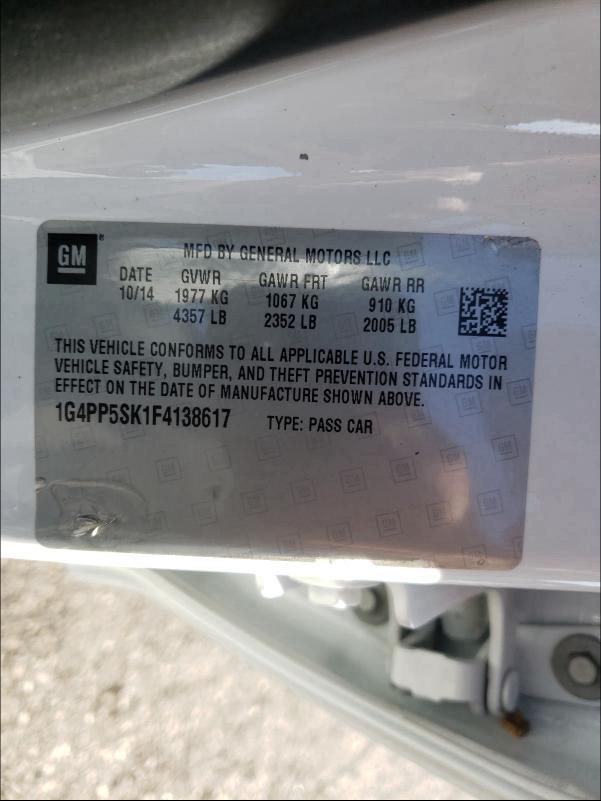 GM ®
MFD BY GENERAL MOTORS LLC
DATE GVWR GAWR FRT GAWR RR
10/14 1977 KG 1067 KG 910 KG
4357 LB 2352 LB 2005 LB
THIS VEHICLE CONFORMS TO ALL APPLICABLE U.S. FEDERAL MOTOR
VEHICLE SAFETY, BUMPER, AND THEFT PREVENTION STANDARDS IN
EFFECT ON THE DATE OF MANUFACTURE SHOWN ABOVE.
1G4PP5SK1F4138617 TYPE: PASS CAR